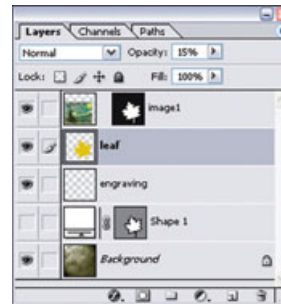 Layers Channels Paths
Normal Opacity: 15%
Lock: Fill: 100%
image1
leaf
engraving
Shape 1
Background